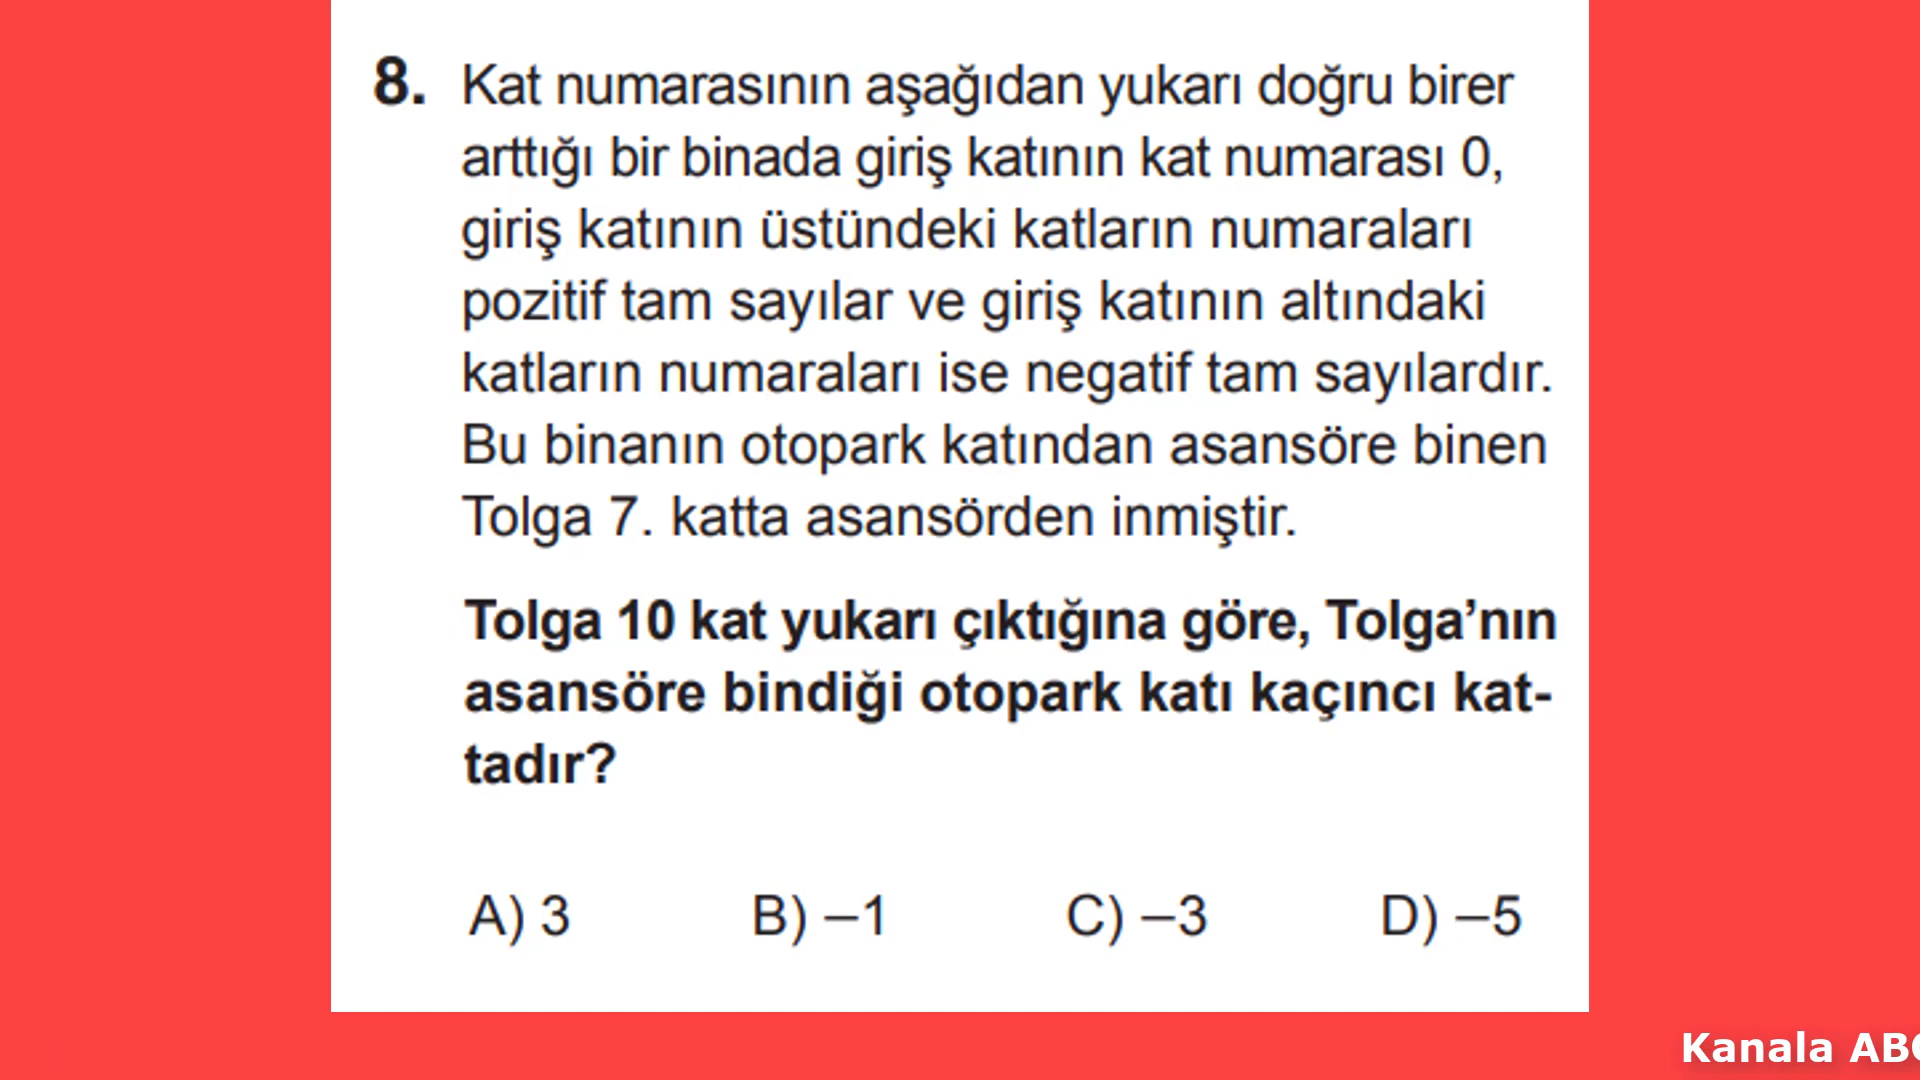 8. Kat numarasının aşağıdan yukarı doğru birer
arttığı bir binada giriş katının kat numarası 0,
giriş katının üstündeki katların numaraları
pozitif tam sayılar ve giriş katının altındaki
katların numaraları ise negatif tam sayılardır.
Bu binanın otopark katından asansöre binen
Tolga 7. katta asansörden inmiştir.
Tolga 10 kat yukarı çıktığına göre, Tolga’nın
asansöre bindiği otopark katı kaçıncı kat-
tadır?
A) 3 B) –1 C) –3 D) –5
Kanala